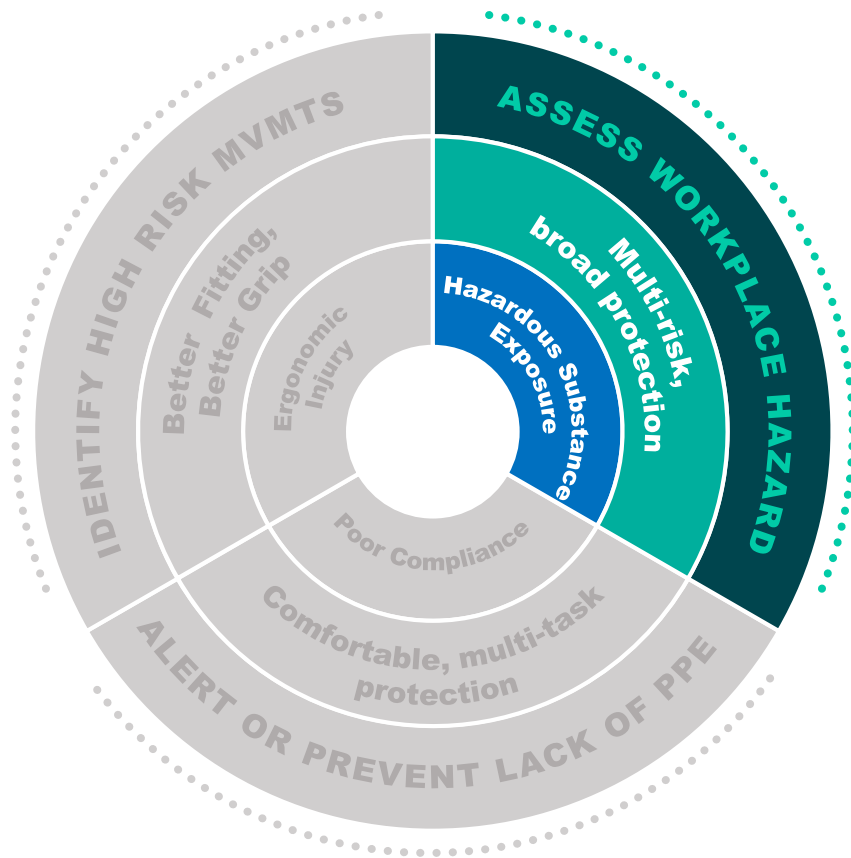 ASSESS WORKPLACE HAZARD
Multi-risk,
broad protection
Hazardous Substance
Exposure
IDENTIFY HIGH RISK MVMTS
Better Fitting,
Better Grip
Ergonomic
Injury
Poor Compliance
Comfortable, multi-task
protection
ALERT OR PREVENT LACK OF PPE